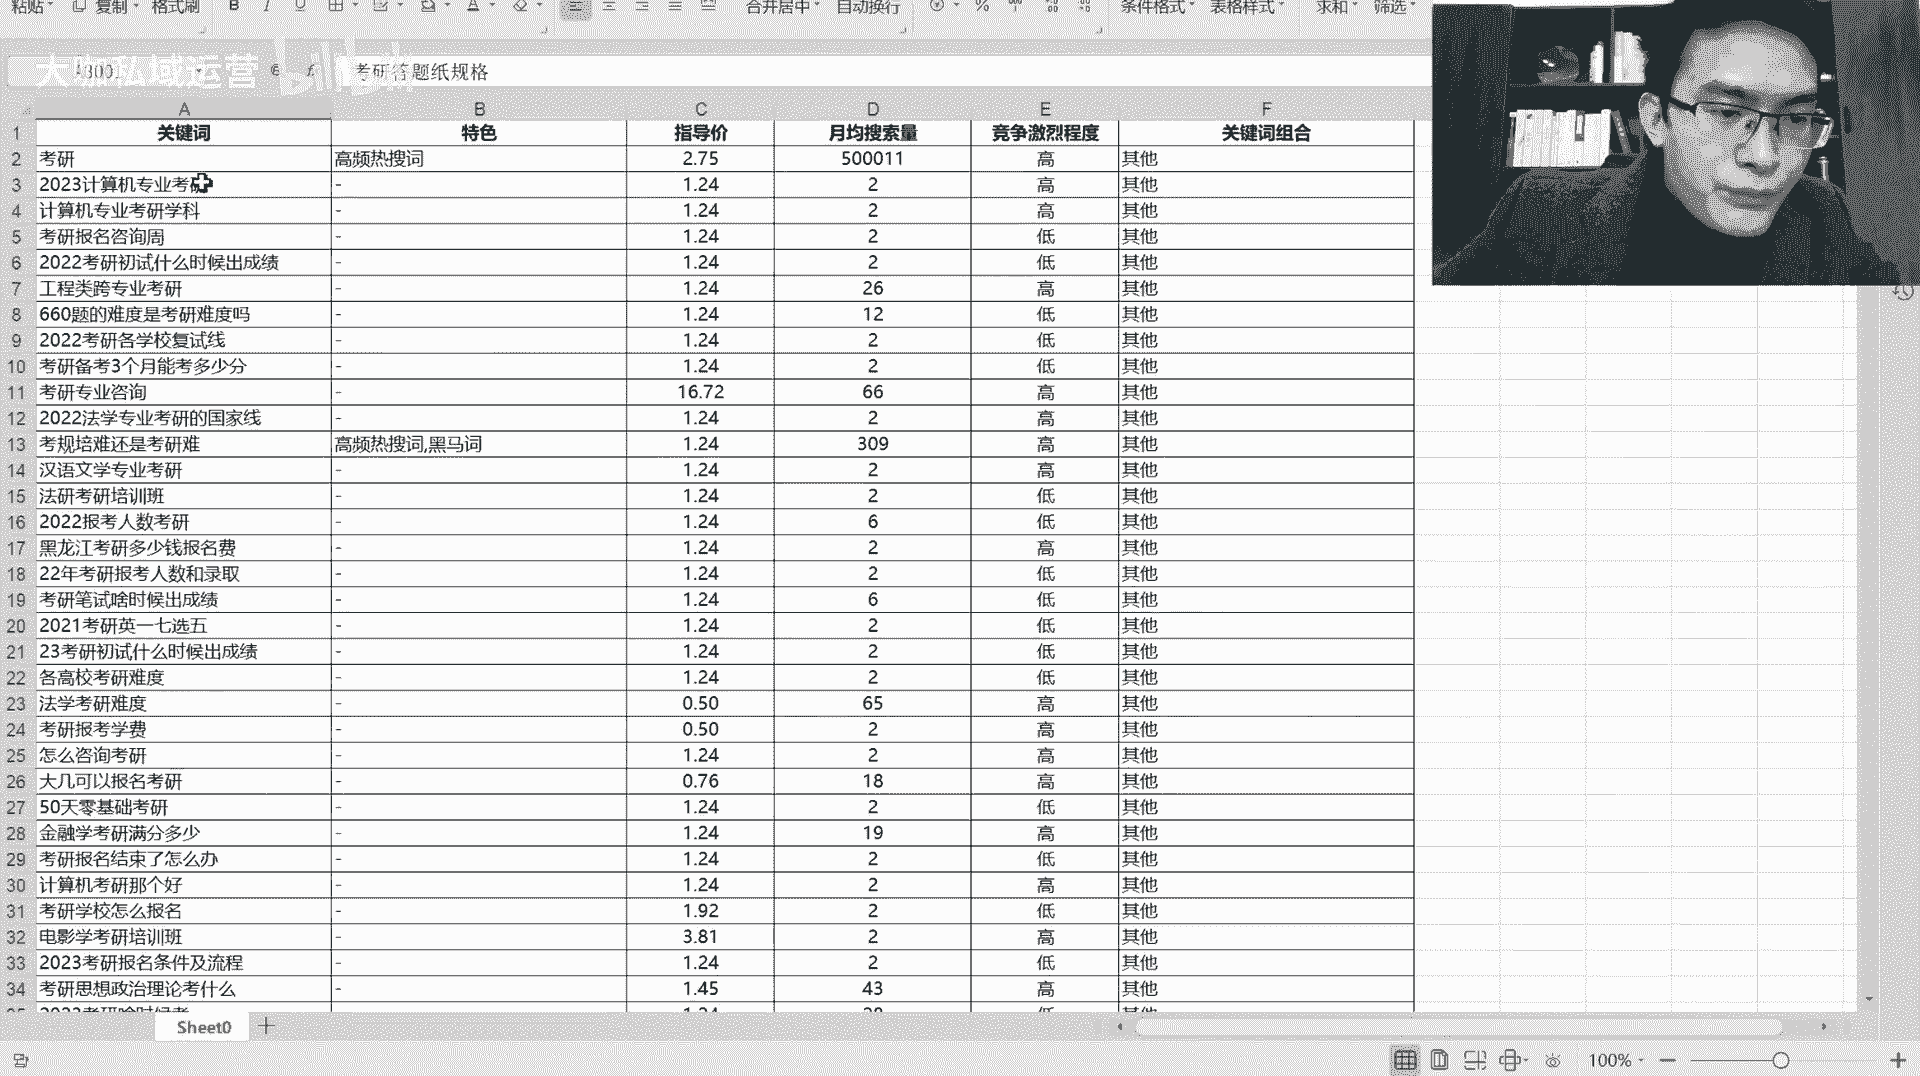 粘贴 复制 格式刷 B I U A 合并居中 自动换行 % 条件格式 表格样式 求和 筛选
大咖私域运营 bilibili
考研答题纸规格
A B C D E F
1 关键词 特色 指导价 月均搜索量 竞争激烈程度 关键词组合
2 考研 高频热搜词 2.75 500011 高 其他
3 2023计算机专业考研 - 1.24 2 高 其他
4 计算机专业考研学科 - 1.24 2 高 其他
5 考研报名咨询周 - 1.24 2 低 其他
6 2022考研初试什么时候出成绩 - 1.24 2 低 其他
7 工程类跨专业考研 - 1.24 26 高 其他
8 660题的难度是考研难度吗 - 1.24 12 低 其他
9 2022考研各学校复试线 - 1.24 2 低 其他
10 考研备考3个月能考多少分 - 1.24 2 低 其他
11 考研专业咨询 - 16.72 66 高 其他
12 2022法学专业考研的国家线 - 1.24 2 高 其他
13 考规培难还是考研难 高频热搜词,黑马词 1.24 309 高 其他
14 汉语文学专业考研 - 1.24 2 高 其他
15 法研考研培训班 - 1.24 2 低 其他
16 2022报考人数考研 - 1.24 6 低 其他
17 黑龙江考研多少钱报名费 - 1.24 2 高 其他
18 22年考研报考人数和录取 - 1.24 2 低 其他
19 考研笔试啥时候出成绩 - 1.24 6 低 其他
20 2021考研英一七选五 - 1.24 2 低 其他
21 23考研初试什么时候出成绩 - 1.24 2 低 其他
22 各高校考研难度 - 1.24 2 低 其他
23 法学考研难度 - 0.50 65 高 其他
24 考研报考学费 - 0.50 2 高 其他
25 怎么咨询考研 - 1.24 2 高 其他
26 大几可以报名考研 - 0.76 18 高 其他
27 50天零基础考研 - 1.24 2 低 其他
28 金融学考研满分多少 - 1.24 19 高 其他
29 考研报名结束了怎么办 - 1.24 2 低 其他
30 计算机考研那个好 - 1.24 2 高 其他
31 考研学校怎么报名 - 1.92 2 低 其他
32 电影学考研培训班 - 3.81 2 高 其他
33 2023考研报名条件及流程 - 1.24 2 低 其他
34 考研思想政治理论考什么 - 1.45 43 高 其他
Sheet0
100%